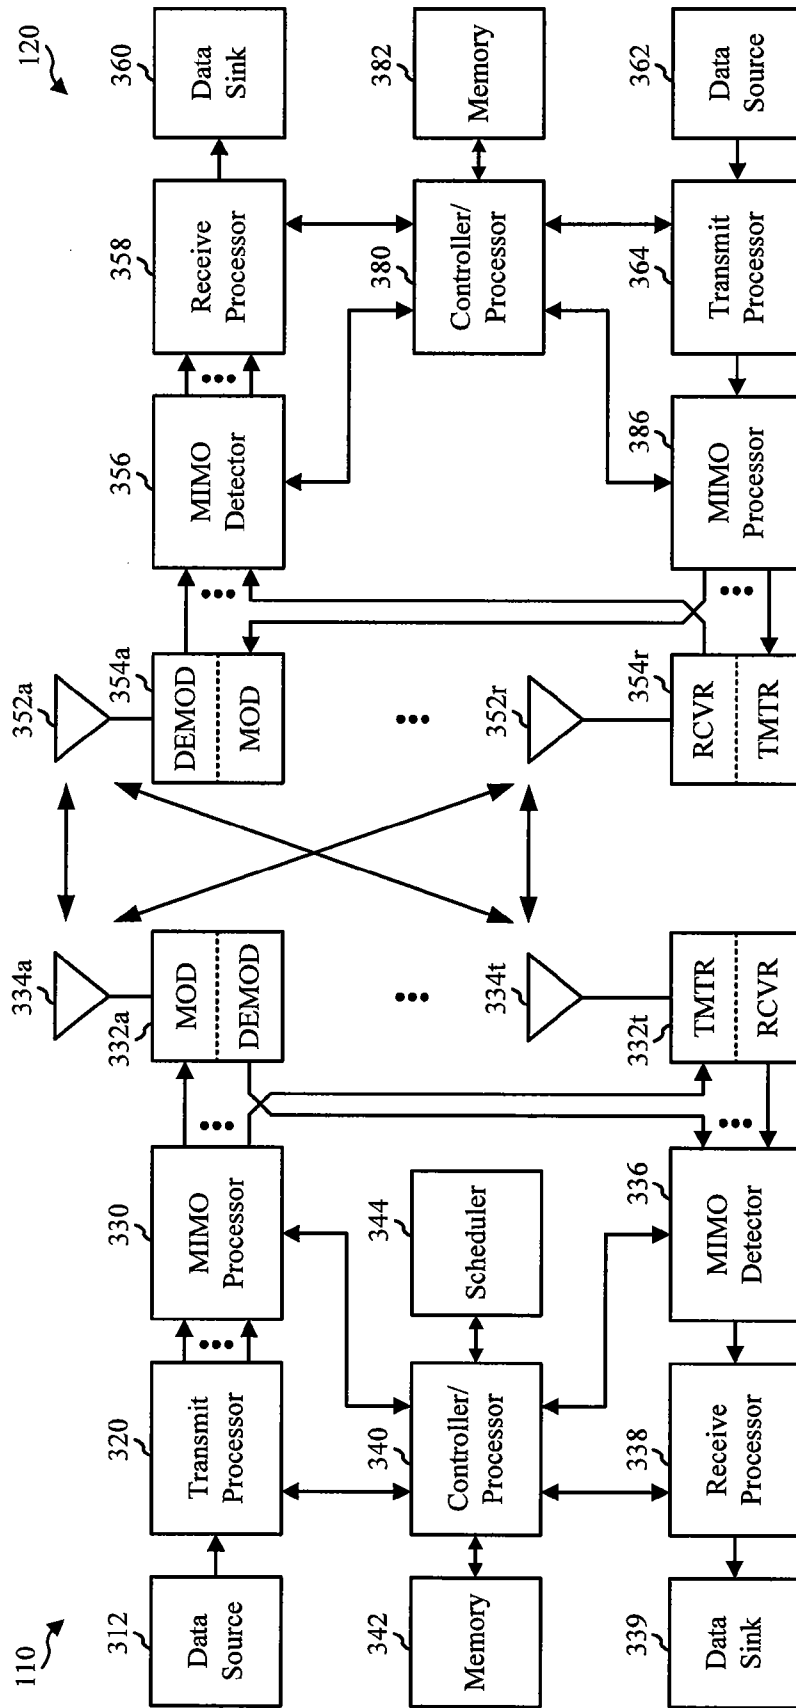 110
120
312
Data
Source
320
Transmit
Processor
330
MIMO
Processor
332a
MOD
DEMOD
334a
352a
354a
DEMOD
MOD
356
MIMO
Detector
358
Receive
Processor
360
Data
Sink
342
Memory
340
Controller/
Processor
344
Scheduler
380
Controller/
Processor
382
Memory
339
Data
Sink
338
Receive
Processor
336
MIMO
Detector
332t
TMTR
RCVR
334t
352r
354r
RCVR
TMTR
386
MIMO
Processor
364
Transmit
Processor
362
Data
Source